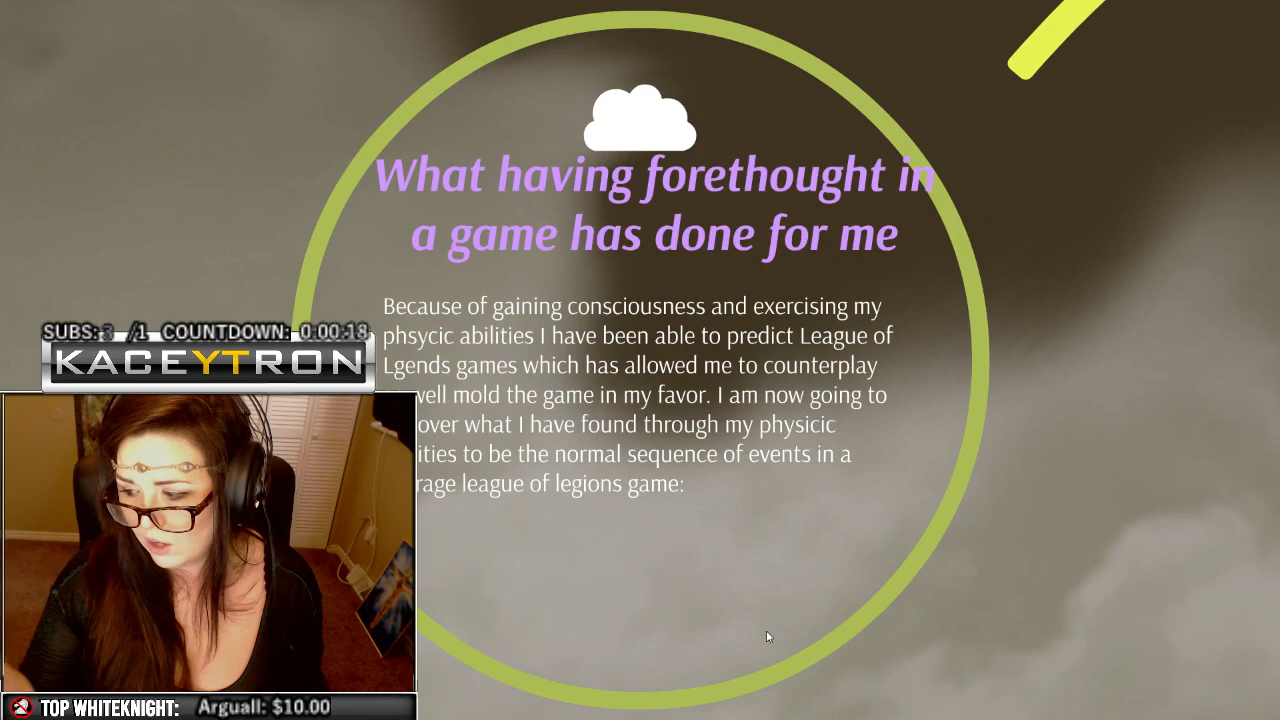 What having forethought in
a game has done for me
Because of gaining consciousness and exercising my
phsycic abilities I have been able to predict League of
Lgends games which has allowed me to counterplay
well mold the game in my favor. I am now going to
over what I have found through my physicic
ities to be the normal sequence of events in a
rage league of legions game:
SUBS: 3 /1 COUNTDOWN: 0:00:18
KACEYTRON
TOP WHITEKNIGHT: Arguall: $10.00